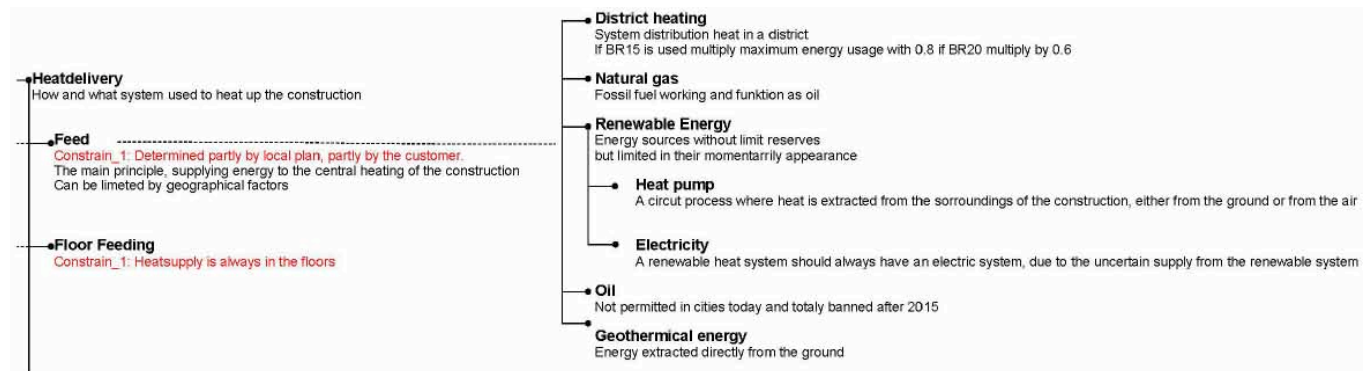 Heatdelivery
How and what system used to heat up the construction
Feed
Constrain_1: Determined partly by local plan, partly by the customer.
The main principle, supplying energy to the central heating of the construction
Can be limeted by geographical factors
Floor Feeding
Constrain_1: Heatsupply is always in the floors
District heating
System distribution heat in a district
If BR15 is used multiply maximum energy usage with 0.8 if BR20 multiply by 0.6
Natural gas
Fossil fuel working and funktion as oil
Renewable Energy
Energy sources without limit reserves
but limited in their momentarrily appearance
Heat pump
A circut process where heat is extracted from the sorroundings of the construction, either from the ground or from the air
Electricity
A renewable heat system should always have an electric system, due to the uncertain supply from the renewable system
Oil
Not permitted in cities today and totaly banned after 2015
Geothermical energy
Energy extracted directly from the ground